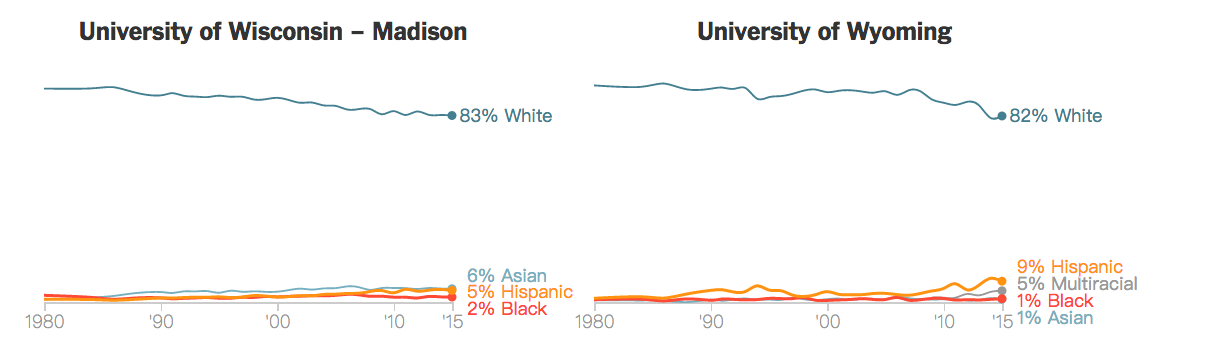 University of Wisconsin – Madison
83% White
6% Asian
5% Hispanic
2% Black
1980 '90 '00 '10 '15
University of Wyoming
82% White
9% Hispanic
5% Multiracial
1% Black
1% Asian
1980 '90 '00 '10 '15